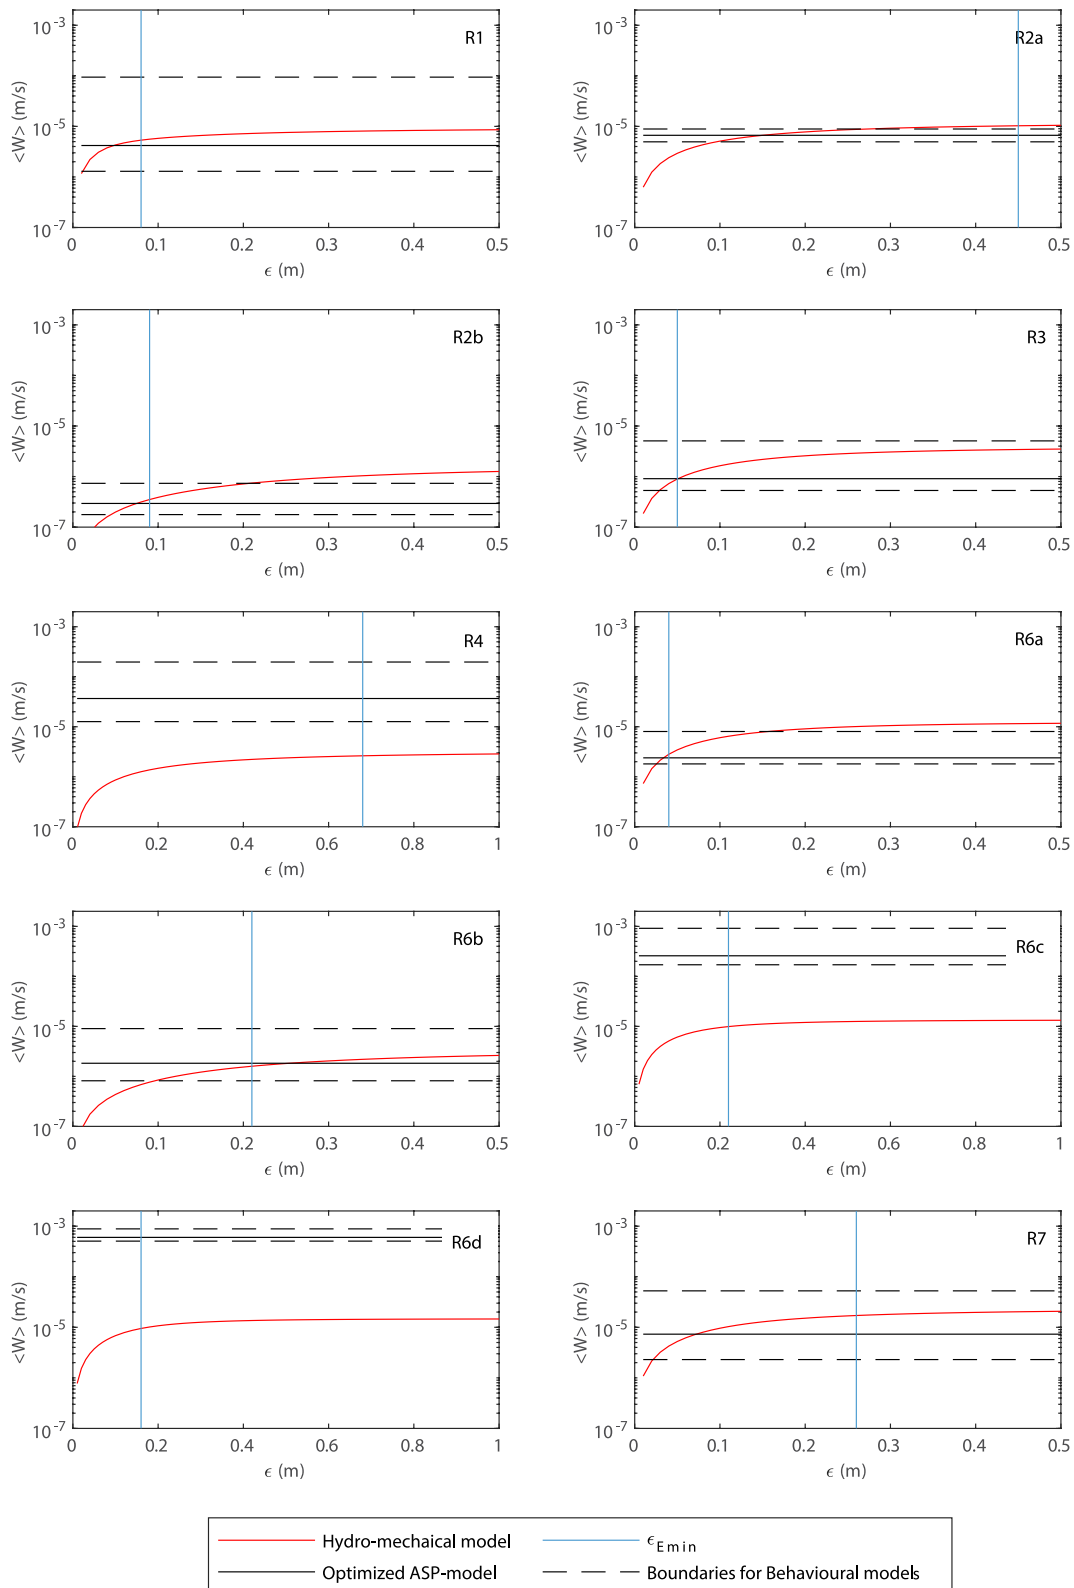 10-3 R1 10-3 R2a
<W> (m/s) 10-5 <W> (m/s) 10-5
10-7 10-7
0 0.1 0.2 0.3 0.4 0.5 0 0.1 0.2 0.3 0.4 0.5
ϵ (m) ϵ (m)
10-3 R2b 10-3 R3
<W> (m/s) 10-5 <W> (m/s) 10-5
10-7 10-7
0 0.1 0.2 0.3 0.4 0.5 0 0.1 0.2 0.3 0.4 0.5
ϵ (m) ϵ (m)
10-3 R4 10-3 R6a
<W> (m/s) 10-5 <W> (m/s) 10-5
10-7 10-7
0 0.2 0.4 0.6 0.8 1 0 0.1 0.2 0.3 0.4 0.5
ϵ (m) ϵ (m)
10-3 R6b 10-3 R6c
<W> (m/s) 10-5 <W> (m/s) 10-5
10-7 10-7
0 0.1 0.2 0.3 0.4 0.5 0 0.2 0.4 0.6 0.8 1
ϵ (m) ϵ (m)
10-3 R6d 10-3 R7
<W> (m/s) 10-5 <W> (m/s) 10-5
10-7 10-7
0 0.2 0.4 0.6 0.8 1 0 0.1 0.2 0.3 0.4 0.5
ϵ (m) ϵ (m)
Hydro-mechaical model ϵEmin
Optimized ASP-model Boundaries for Behavioural models